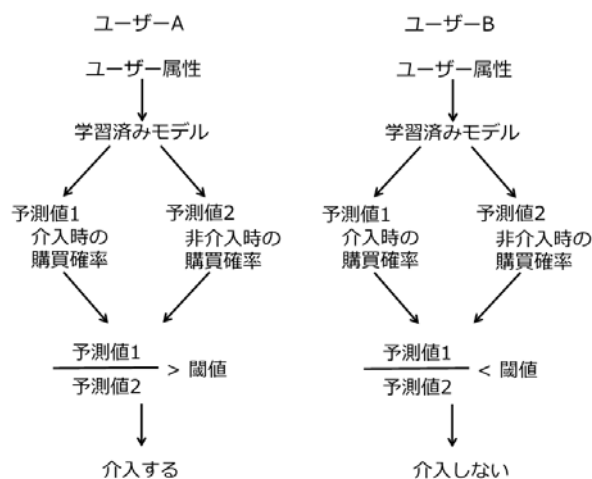 ユーザーA
ユーザー属性
学習済みモデル
予測値1
介入時の
購買確率
予測値2
非介入時の
購買確率
予測値1
予測値2
> 閾値
介入する
ユーザーB
ユーザー属性
学習済みモデル
予測値1
介入時の
購買確率
予測値2
非介入時の
購買確率
予測値1
予測値2
< 閾値
介入しない